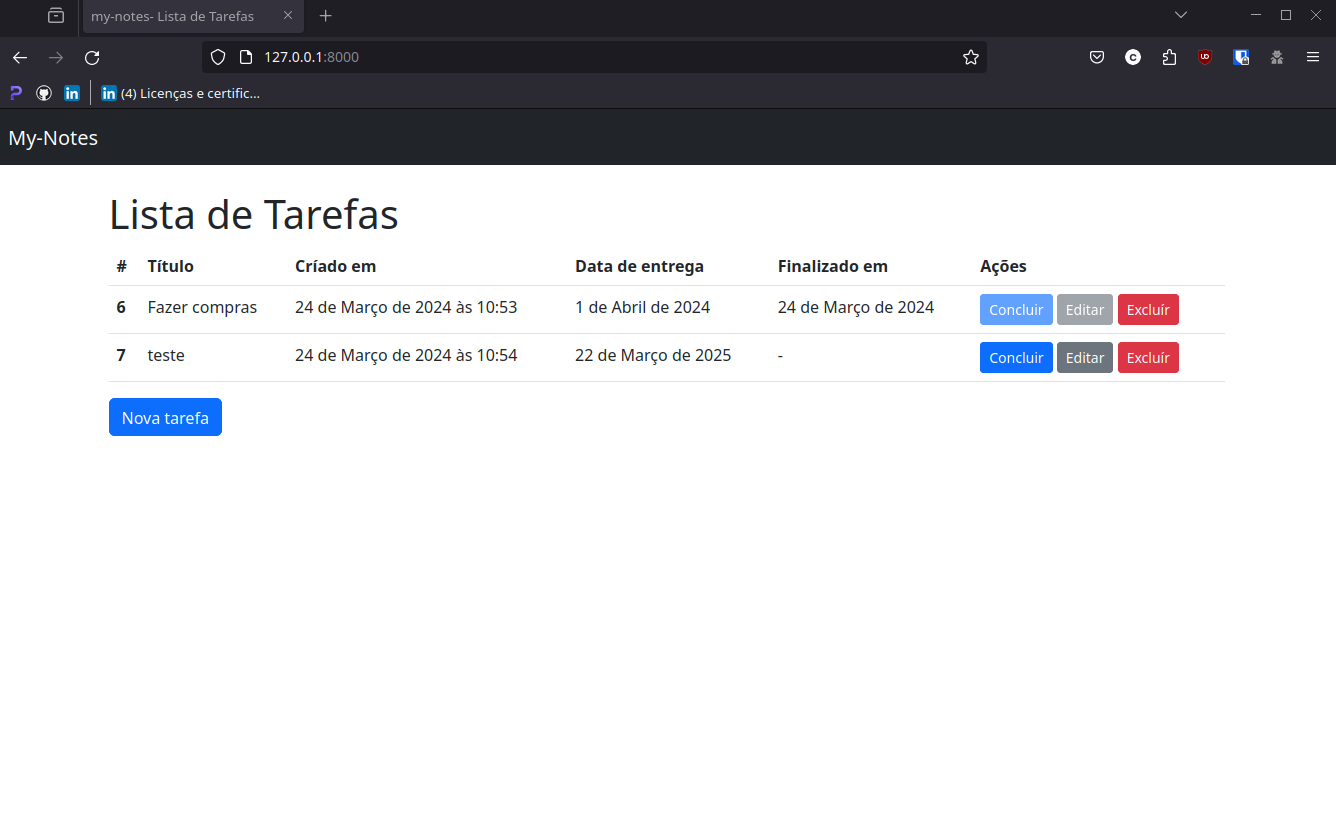 my-notes- Lista de Tarefas
127.0.0.1:8000
(4) Licenças e certific...
My-Notes
Lista de Tarefas
# Título Críado em Data de entrega Finalizado em Ações
6 Fazer compras 24 de Março de 2024 às 10:53 1 de Abril de 2024 24 de Março de 2024 Concluir Editar Excluír
7 teste 24 de Março de 2024 às 10:54 22 de Março de 2025 - Concluir Editar Excluír
Nova tarefa